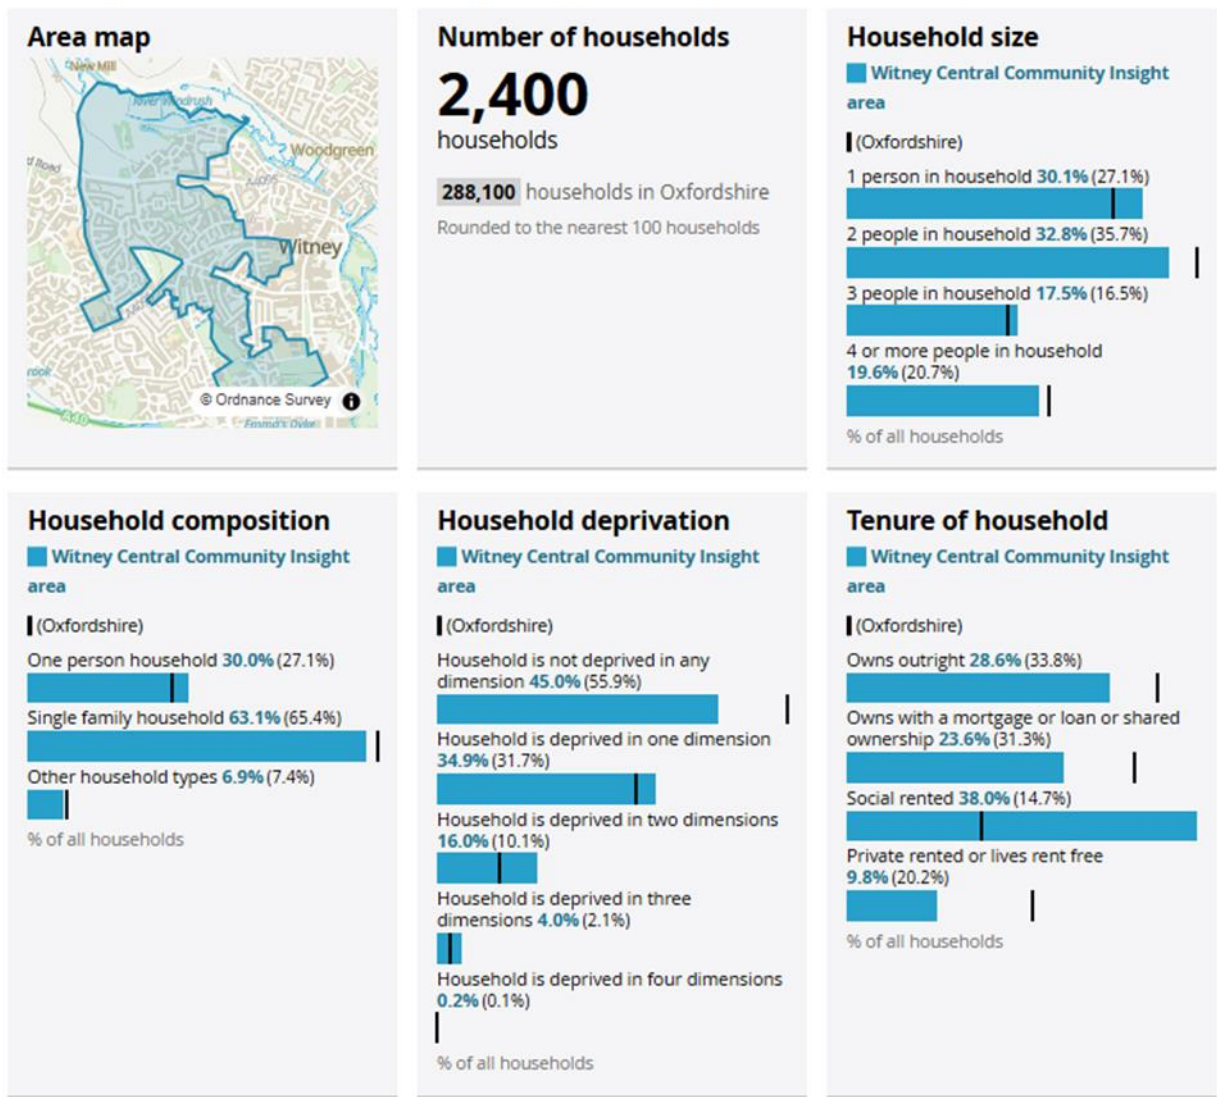 Area map
New Mill
River Windrush
Woodgreen
Witney
© Ordnance Survey
A40
Number of households
2,400
households
288,100 households in Oxfordshire
Rounded to the nearest 100 households
Household size
Witney Central Community Insight
area
(Oxfordshire)
1 person in household 30.1% (27.1%)
2 people in household 32.8% (35.7%)
3 people in household 17.5% (16.5%)
4 or more people in household
19.6% (20.7%)
% of all households
Household composition
Witney Central Community Insight
area
(Oxfordshire)
One person household 30.0% (27.1%)
Single family household 63.1% (65.4%)
Other household types 6.9% (7.4%)
% of all households
Household deprivation
Witney Central Community Insight
area
(Oxfordshire)
Household is not deprived in any
dimension 45.0% (55.9%)
Household is deprived in one dimension
34.9% (31.7%)
Household is deprived in two dimensions
16.0% (10.1%)
Household is deprived in three
dimensions 4.0% (2.1%)
Household is deprived in four dimensions
0.2% (0.1%)
% of all households
Tenure of household
Witney Central Community Insight
area
(Oxfordshire)
Owns outright 28.6% (33.8%)
Owns with a mortgage or loan or shared
ownership 23.6% (31.3%)
Social rented 38.0% (14.7%)
Private rented or lives rent free
9.8% (20.2%)
% of all households